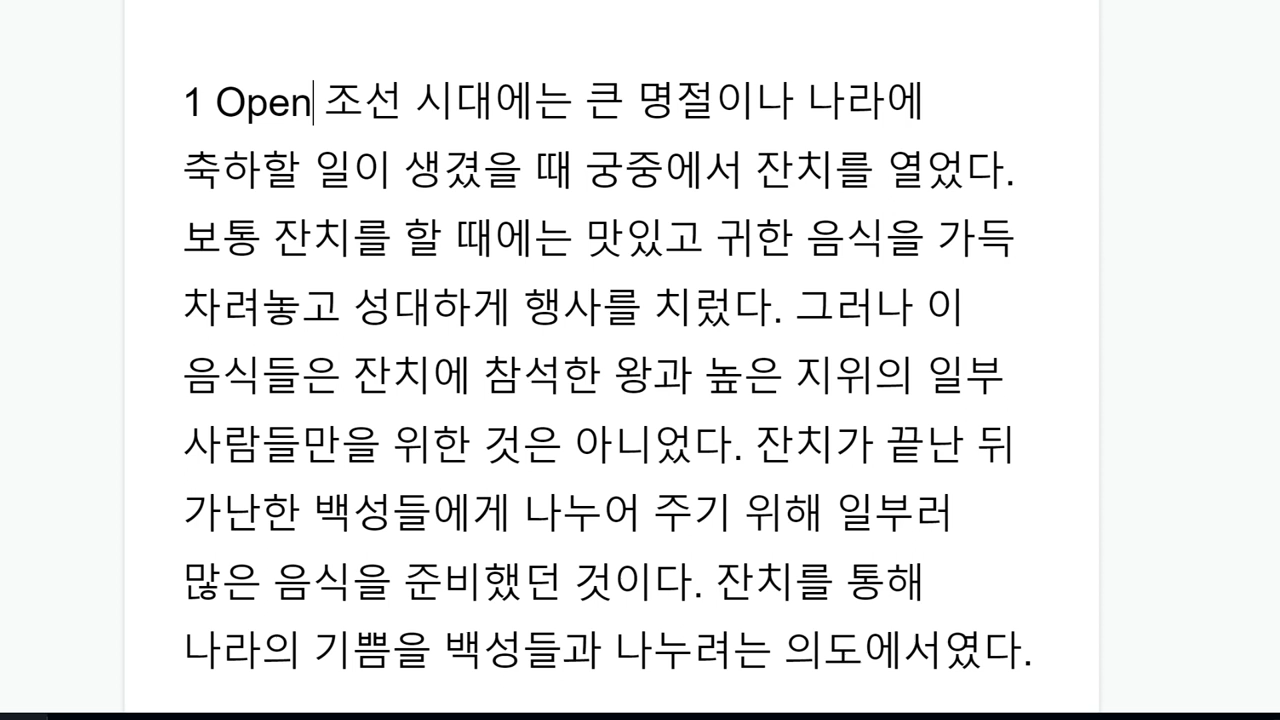 1 Open 조선 시대에는 큰 명절이나 나라에
축하할 일이 생겼을 때 궁중에서 잔치를 열었다.
보통 잔치를 할 때에는 맛있고 귀한 음식을 가득
차려놓고 성대하게 행사를 치렀다. 그러나 이
음식들은 잔치에 참석한 왕과 높은 지위의 일부
사람들만을 위한 것은 아니었다. 잔치가 끝난 뒤
가난한 백성들에게 나누어 주기 위해 일부러
많은 음식을 준비했던 것이다. 잔치를 통해
나라의 기쁨을 백성들과 나누려는 의도에서였다.